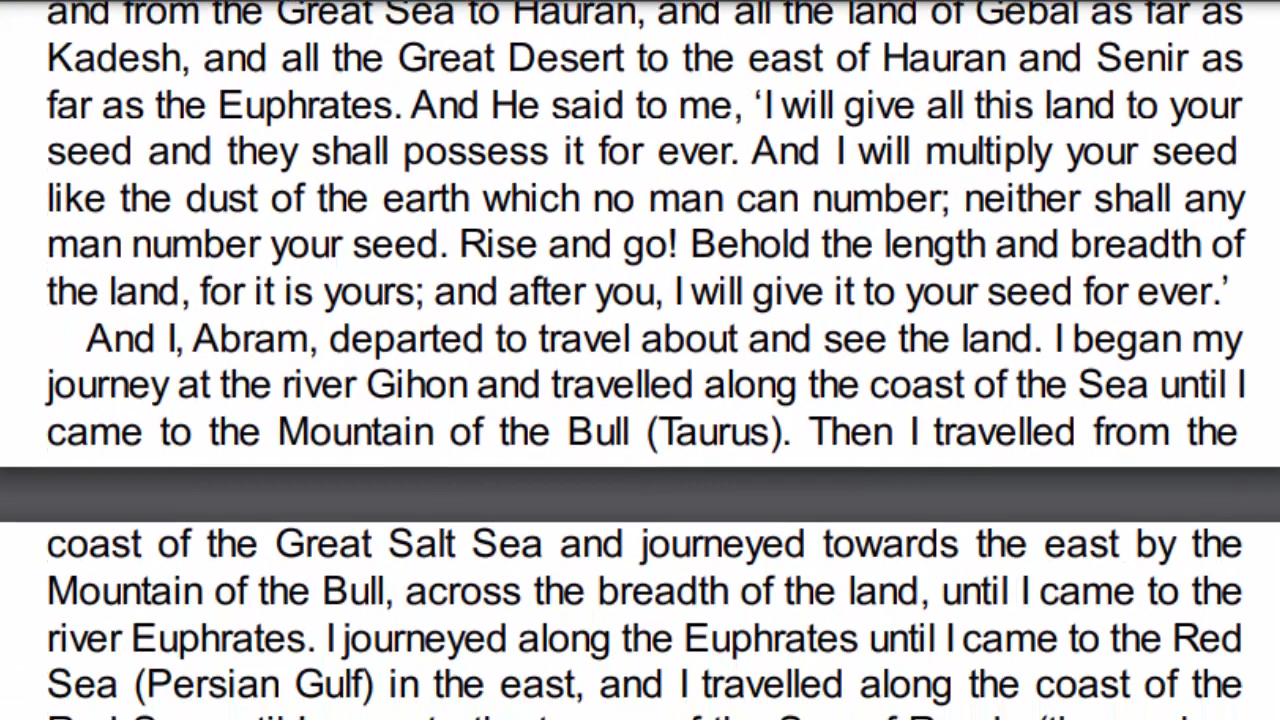 and from the Great Sea to Hauran, and all the land of Gebal as far as
Kadesh, and all the Great Desert to the east of Hauran and Senir as
far as the Euphrates. And He said to me, ‘I will give all this land to your
seed and they shall possess it for ever. And I will multiply your seed
like the dust of the earth which no man can number; neither shall any
man number your seed. Rise and go! Behold the length and breadth of
the land, for it is yours; and after you, I will give it to your seed for ever.’
And I, Abram, departed to travel about and see the land. I began my
journey at the river Gihon and travelled along the coast of the Sea until I
came to the Mountain of the Bull (Taurus). Then I travelled from the
coast of the Great Salt Sea and journeyed towards the east by the
Mountain of the Bull, across the breadth of the land, until I came to the
river Euphrates. I journeyed along the Euphrates until I came to the Red
Sea (Persian Gulf) in the east, and I travelled along the coast of the